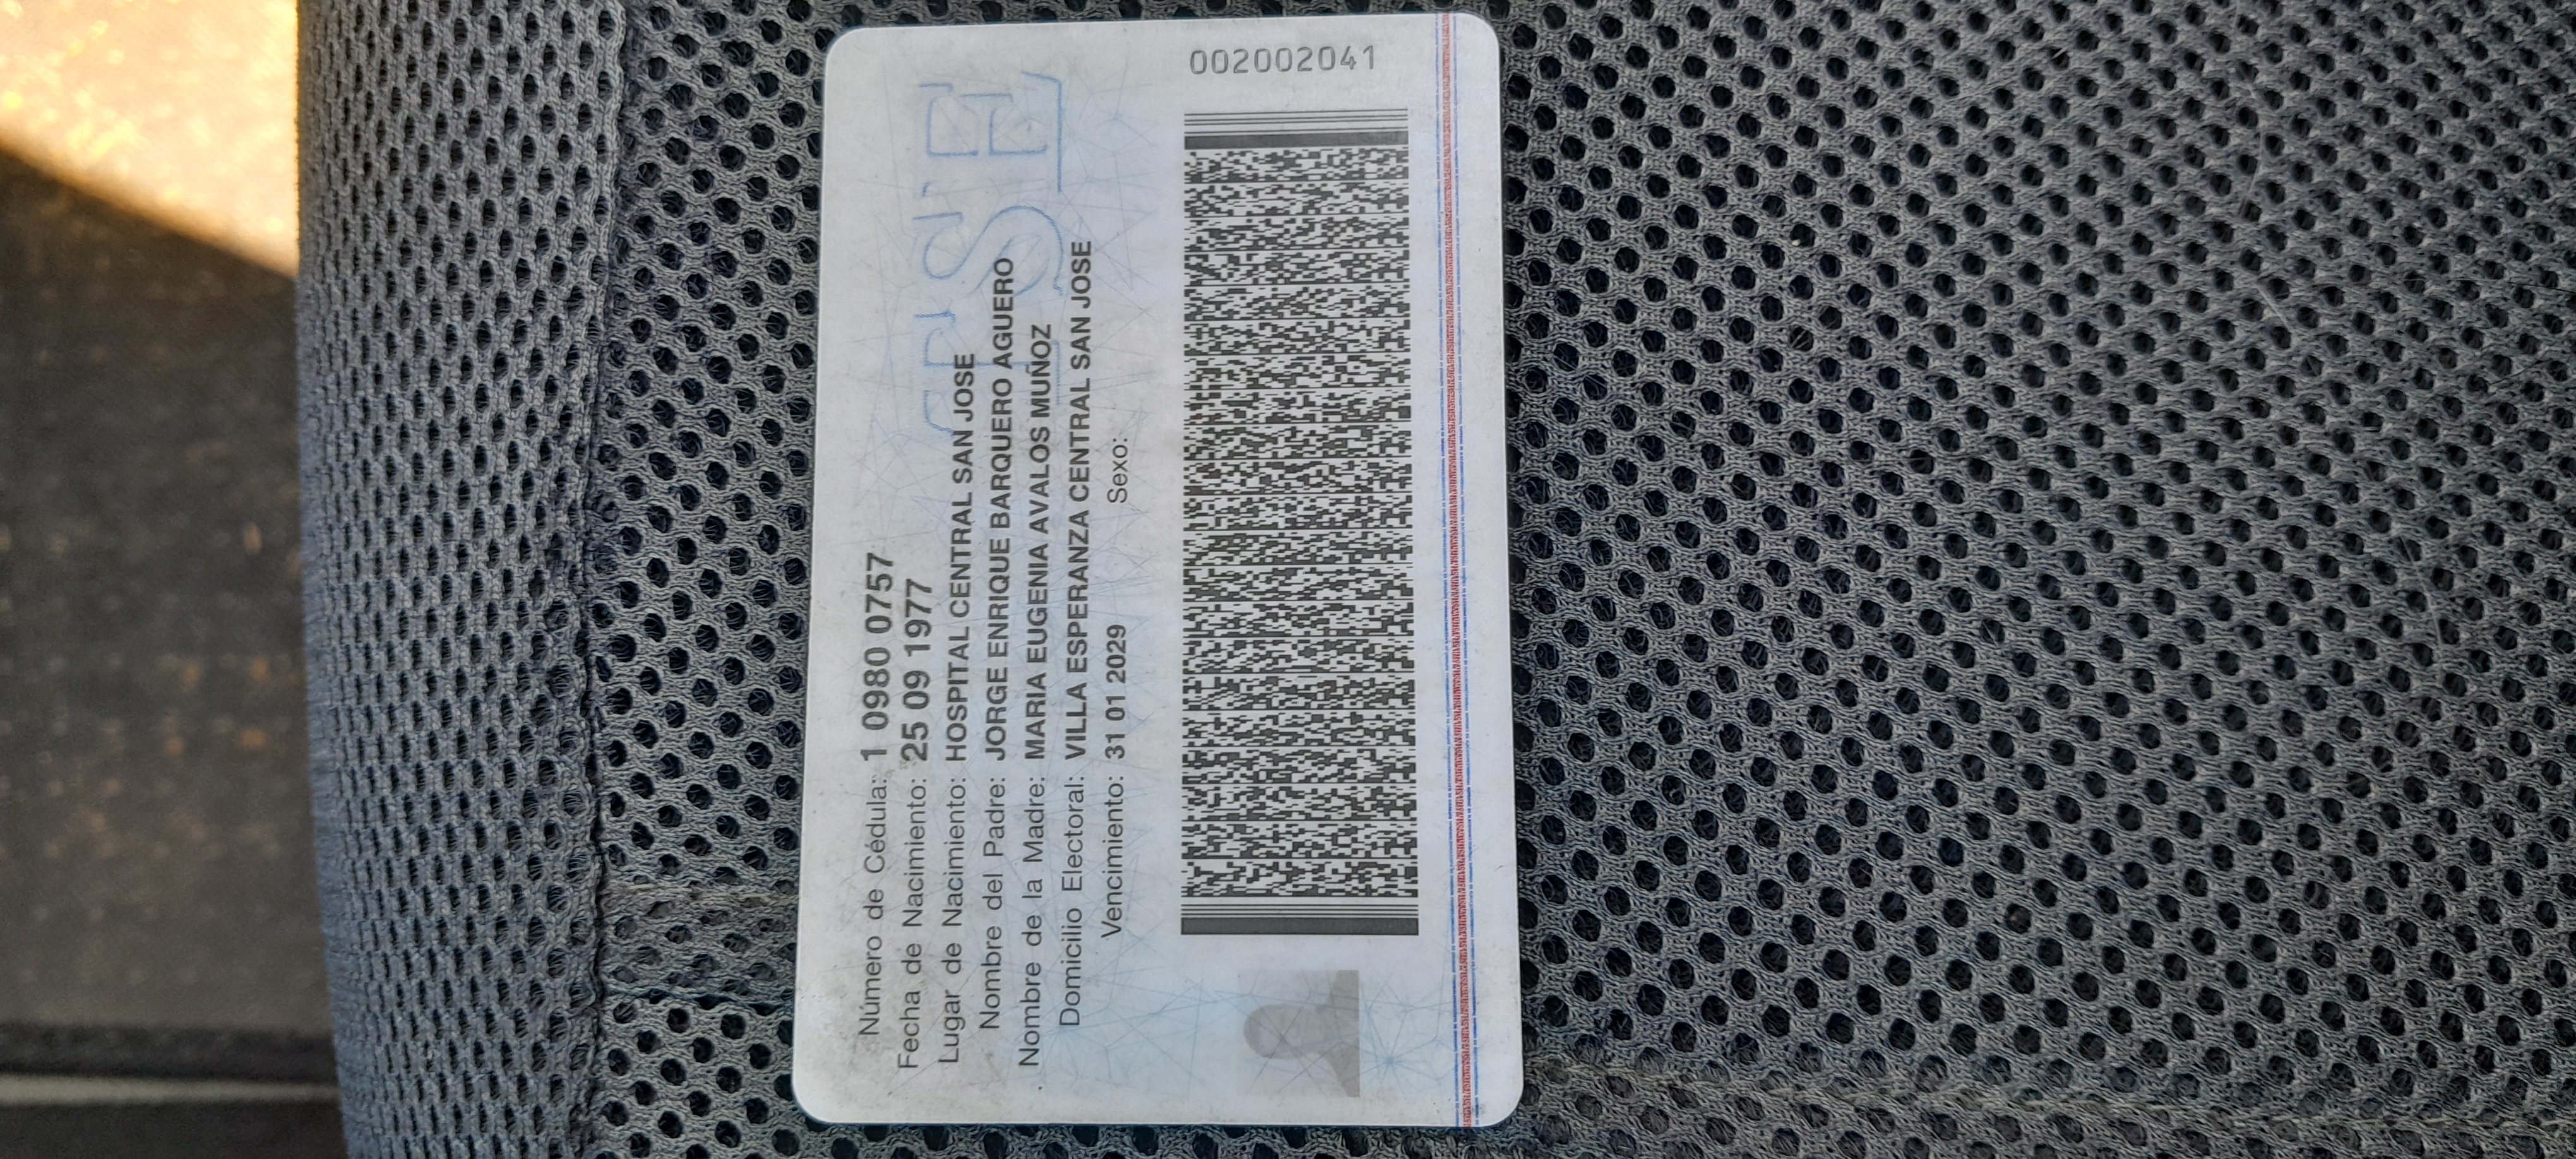 Número de Cédula: 1 0980 0757
Fecha de Nacimiento: 25 09 1977
Lugar de Nacimiento: HOSPITAL CENTRAL SAN JOSE
Nombre del Padre: JORGE ENRIQUE BARQUERO AGUERO
Nombre de la Madre: MARIA EUGENIA AVALOS MUÑOZ
Domicilio Electoral: VILLA ESPERANZA CENTRAL SAN JOSE
Vencimiento: 31 01 2029 Sexo:
002002041